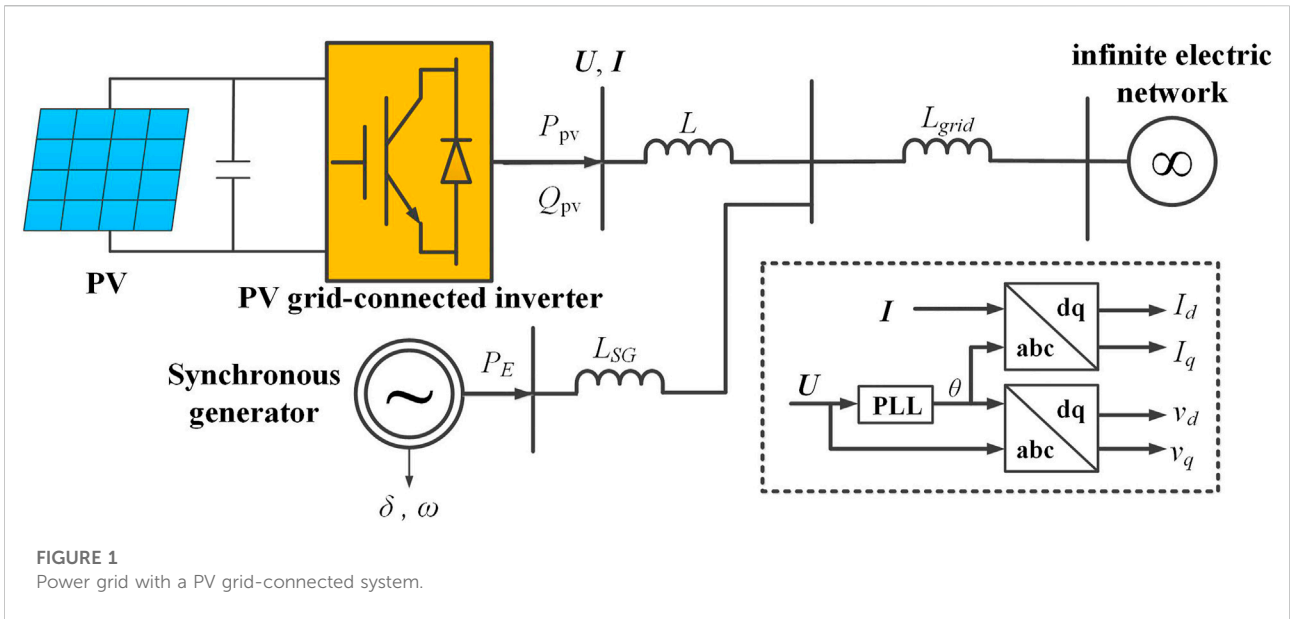 PV
PV grid-connected inverter
U, I
P_pv
Q_pv
L
L_grid
infinite electric
network
∞
Synchronous
generator
~
P_E
L_SG
δ , ω
I
dq
abc
I_d
I_q
U
PLL
θ
dq
abc
v_d
v_q
FIGURE 1
Power grid with a PV grid-connected system.